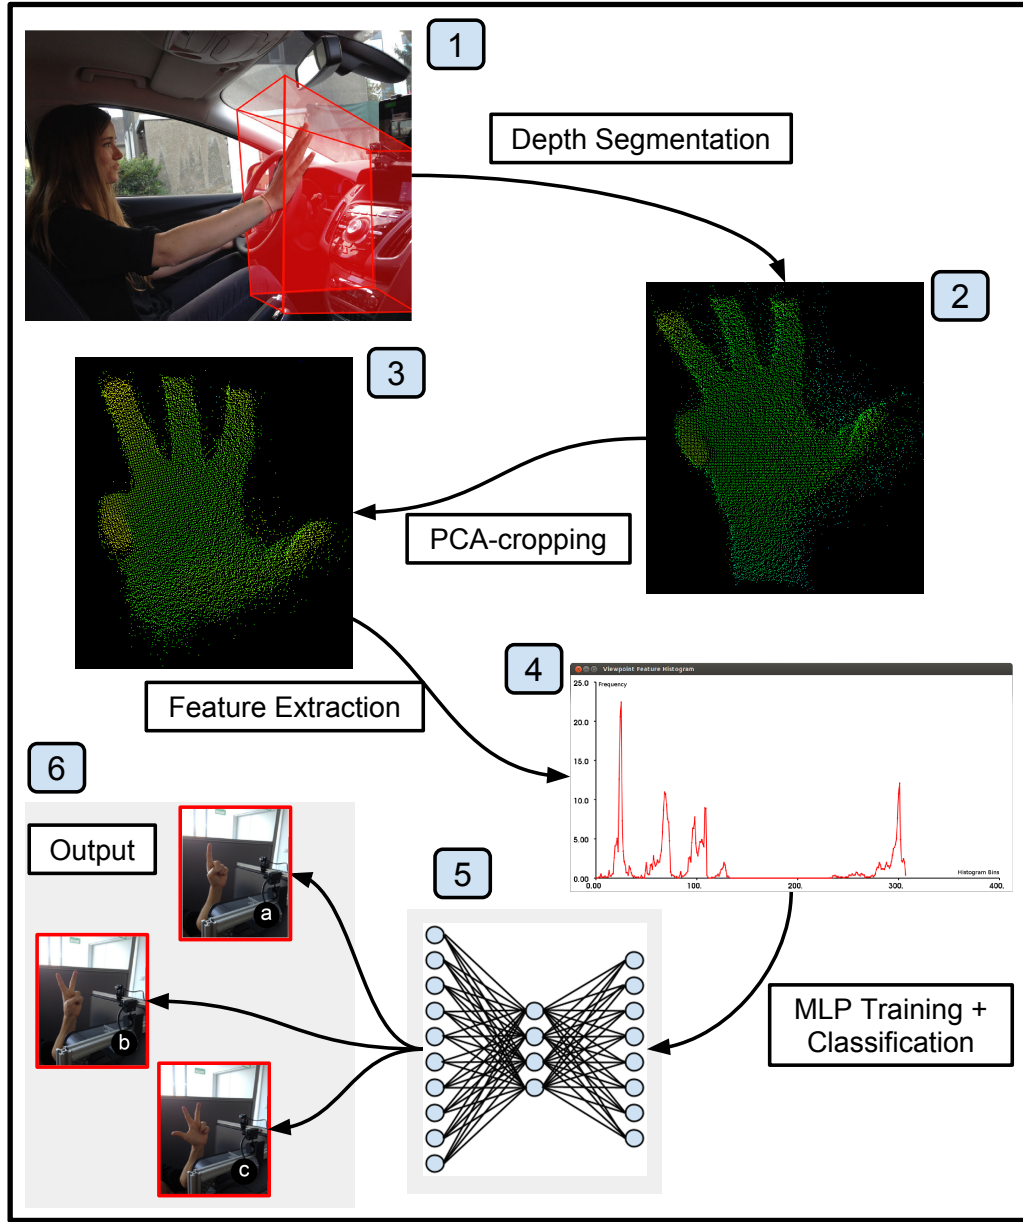 1
Depth Segmentation
2
3
PCA-cropping
Feature Extraction
4
Viewpoint Feature Histogram
Frequency
25.0
20.0
15.0
10.0
5.00
0.00
0.00
100.
200.
300.
400.
Histogram Bins
MLP Training +
Classification
5
6
Output
a
b
c